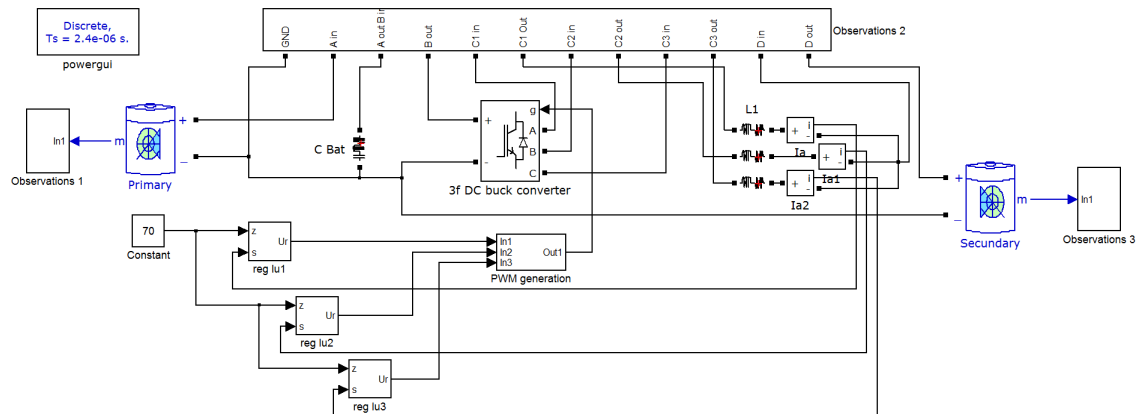 Discrete,
Ts = 2.4e-06 s.
powergui
GND
A in
A out B in
B out
C1 in
C1 Out
C2 in
C2 out
C3 in
C3 out
D in
D out
Observations 2
In1
Observations 1
m
+
−
Primary
C Bat
+
-
g
A
B
C
3f DC buck converter
L1
+
i
-
Ia
+
i
-
Ia1
+
i
-
Ia2
+
−
m
Secundary
In1
Observations 3
70
Constant
z
s
Ur
reg Iu1
In1
In2
In3
Out1
PWM generation
z
s
Ur
reg Iu2
z
s
Ur
reg Iu3